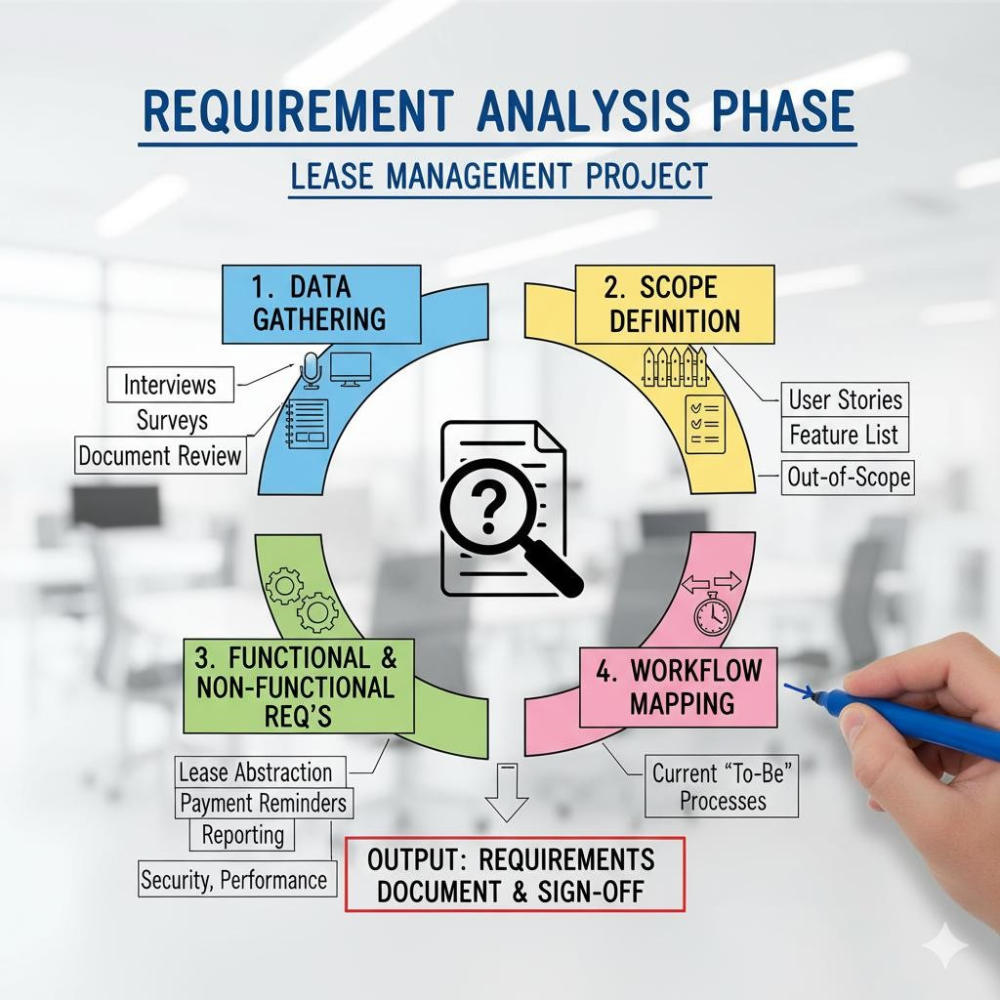 REQUIREMENT ANALYSIS PHASE
LEASE MANAGEMENT PROJECT
1. DATA
GATHERING
Interviews
Surveys
Document Review
2. SCOPE
DEFINITION
User Stories
Feature List
Out-of-Scope
?
3. FUNCTIONAL &
NON-FUNCTIONAL
REQ'S
Lease Abstraction
Payment Reminders
Reporting
Security, Performance
4. WORKFLOW
MAPPING
Current “To-Be”
Processes
OUTPUT: REQUIREMENTS
DOCUMENT & SIGN-OFF